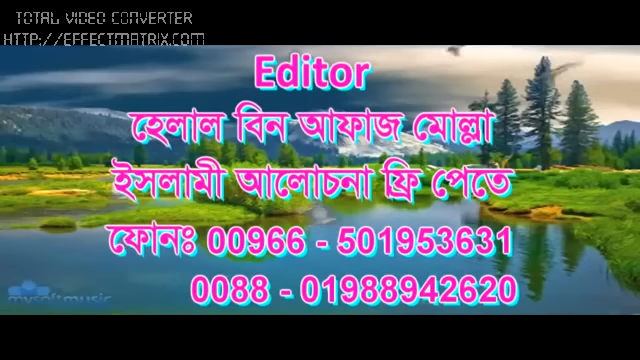 TOTAL VIDEO CONVERTER
HTTP://EFFECTMATRIX.COM
Editor
হেলাল বিন আফাজ মোল্লা
ইসলামী আলোচনা ফ্রি পেতে
ফোনঃ 00966 - 501953631
0088 - 01988942620
mysoftmusic